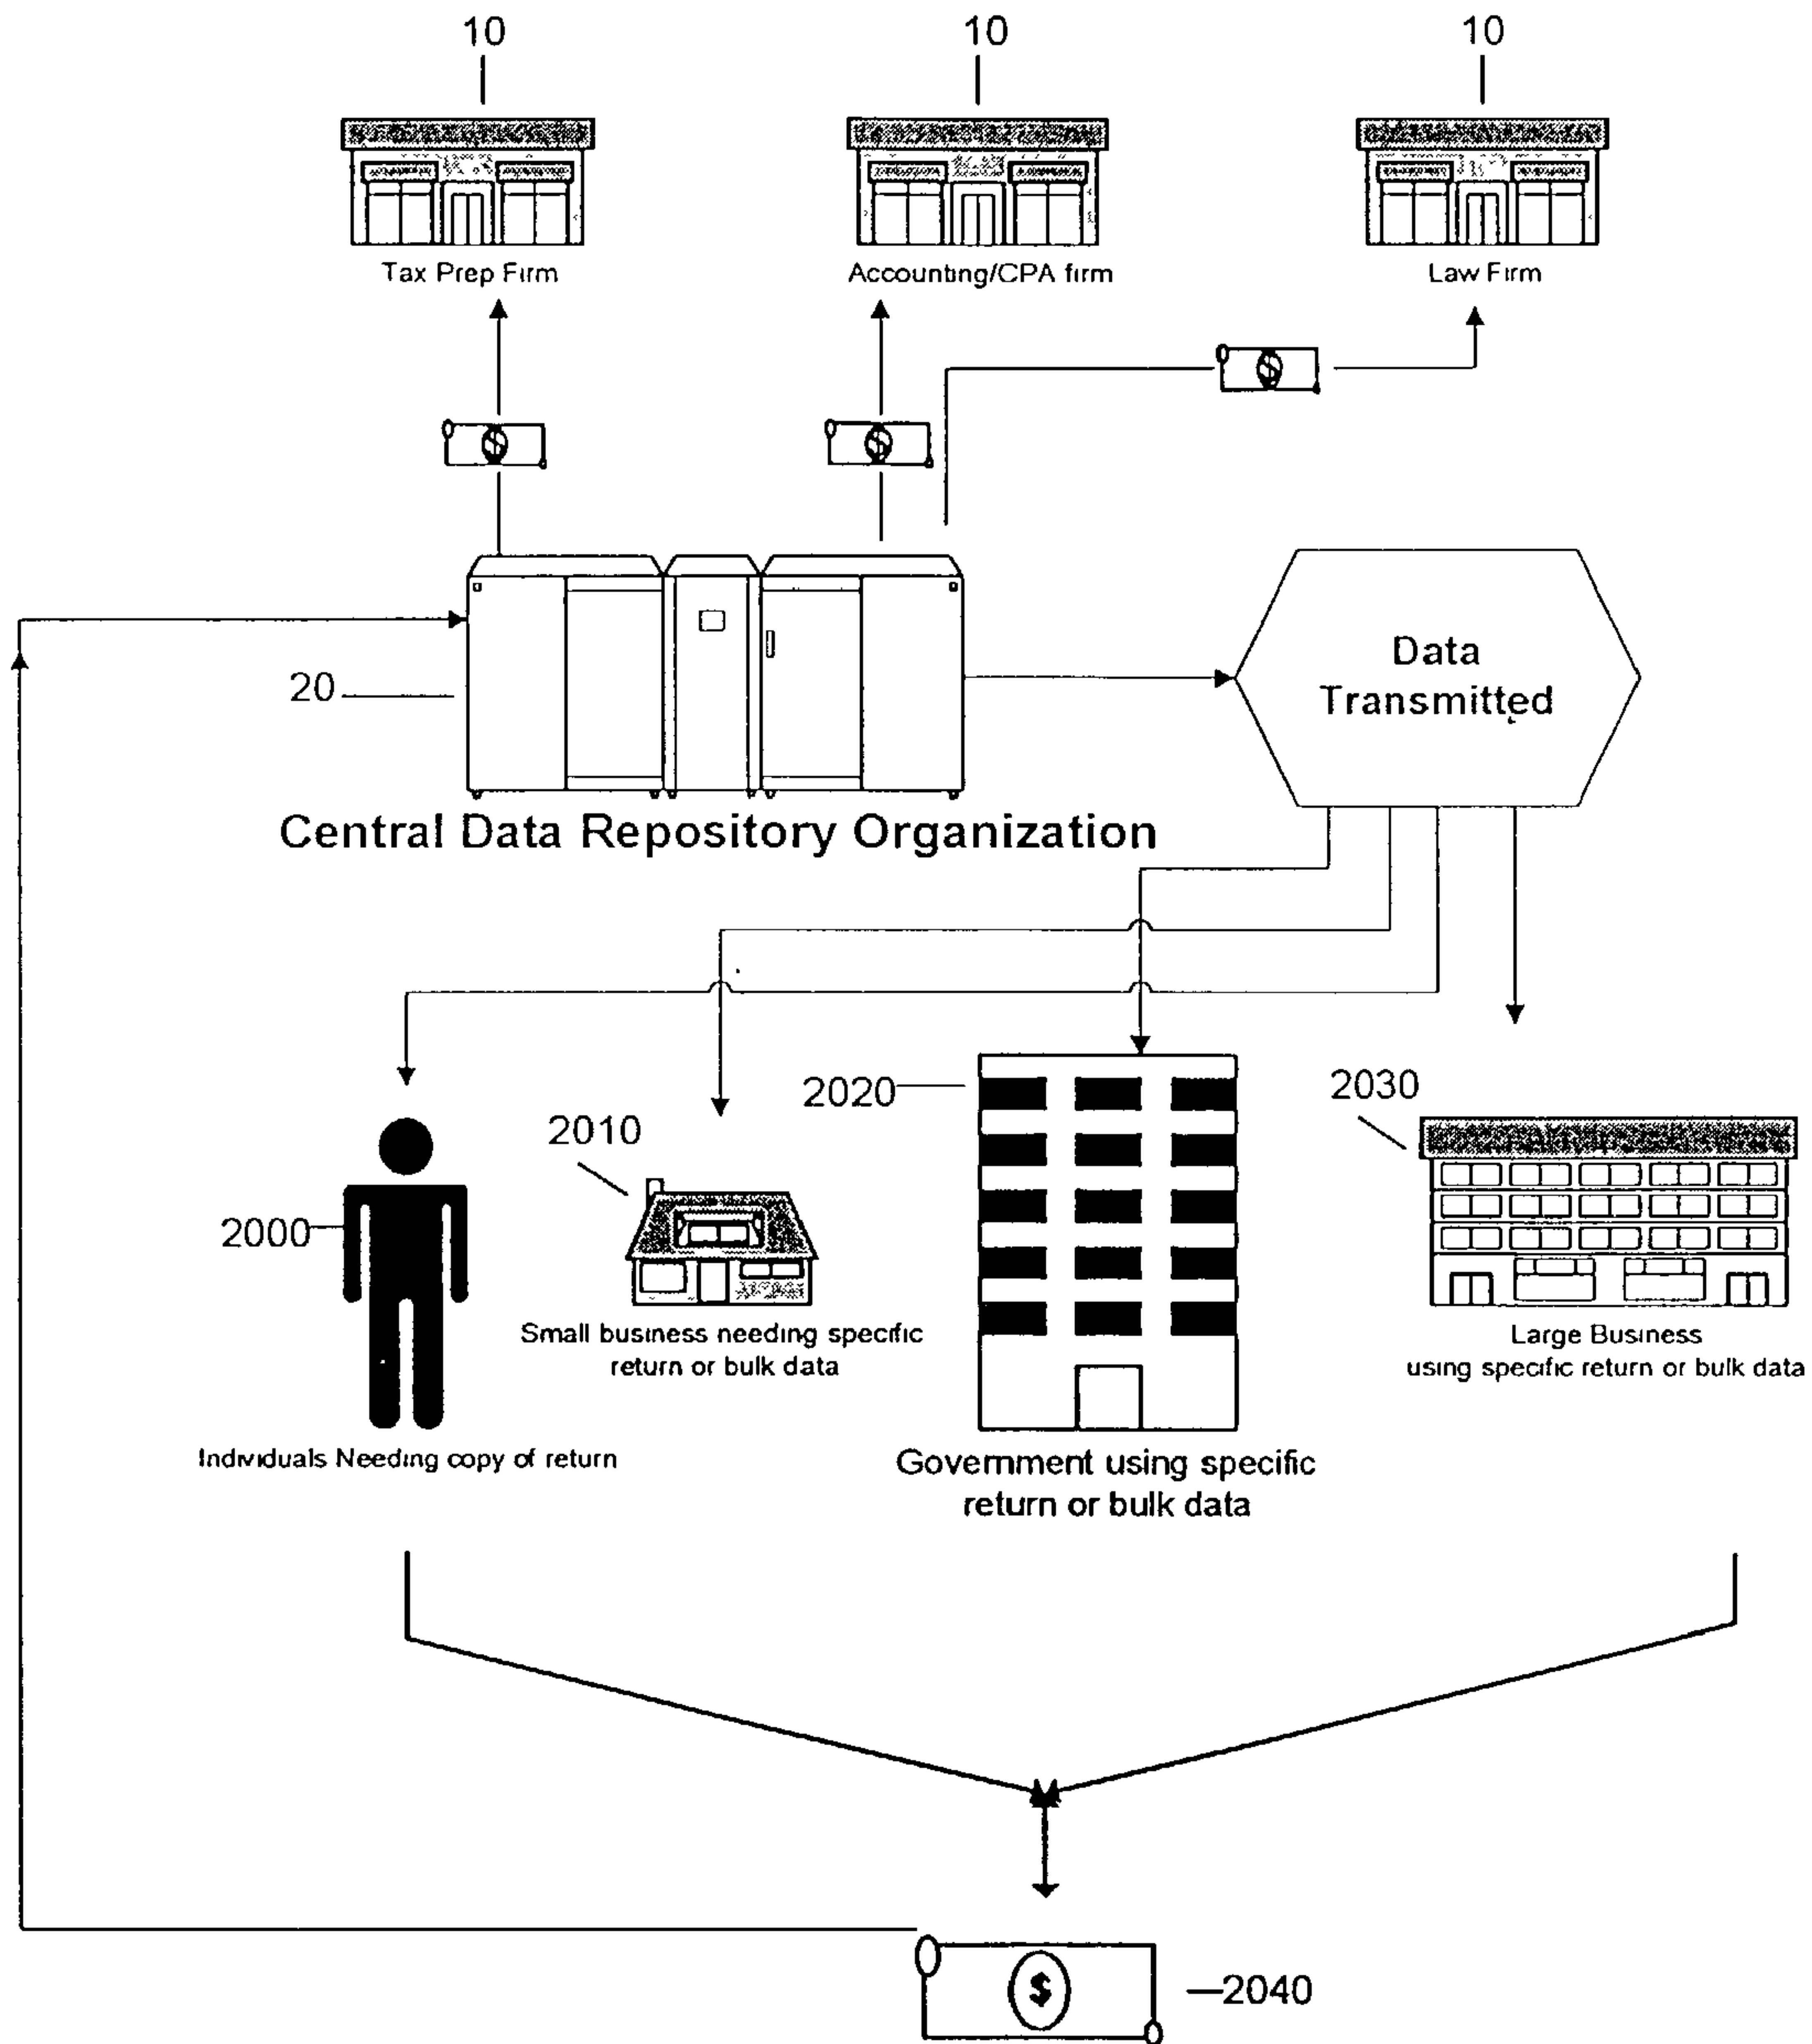 10
10
10
Tax Prep Firm
Accounting/CPA firm
Law Firm
$
$
$
20
Data
Transmitted
Central Data Repository Organization
2000
2010
2020
2030
Small business needing specific
return or bulk data
Large Business
using specific return or bulk data
Individuals Needing copy of return
Government using specific
return or bulk data
$
2040